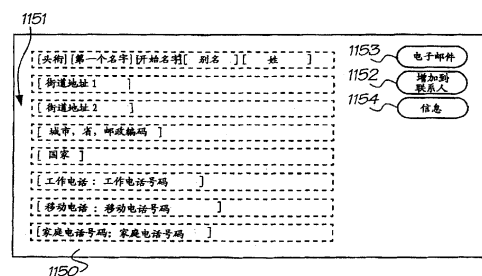 1151
[头衔] [第一个名字] [开始名字] [ 别名 ] [ 姓 ]
[ 街道地址 1 ]
[ 街道地址 2 ]
[ 城市，省，邮政编码 ]
[ 国家 ]
[ 工作电话：工作电话号码 ]
[ 移动电话：移动电话号码 ]
[家庭电话号码；家庭电话号码 ]
1150
1153
电子邮件
1152
增加到
联系人
1154
信息